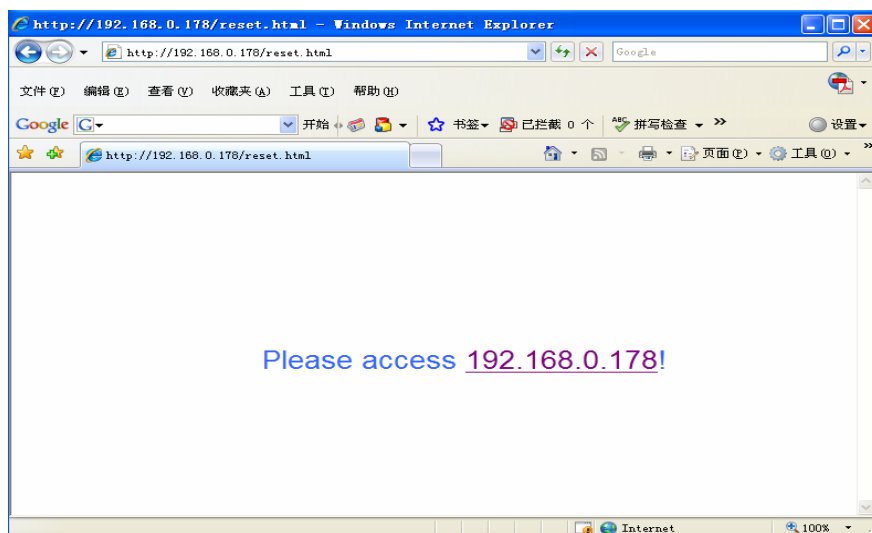 http://192.168.0.178/reset.html - Windows Internet Explorer
http://192.168.0.178/reset.html Google
文件(F) 编辑(E) 查看(V) 收藏夹(A) 工具(T) 帮助(H)
Google G 开始 书签 已拦截 0 个 ABC 拼写检查 » 设置
http://192.168.0.178/reset.html 页面(P) 工具(O) »
Please access 192.168.0.178!
Internet 100%